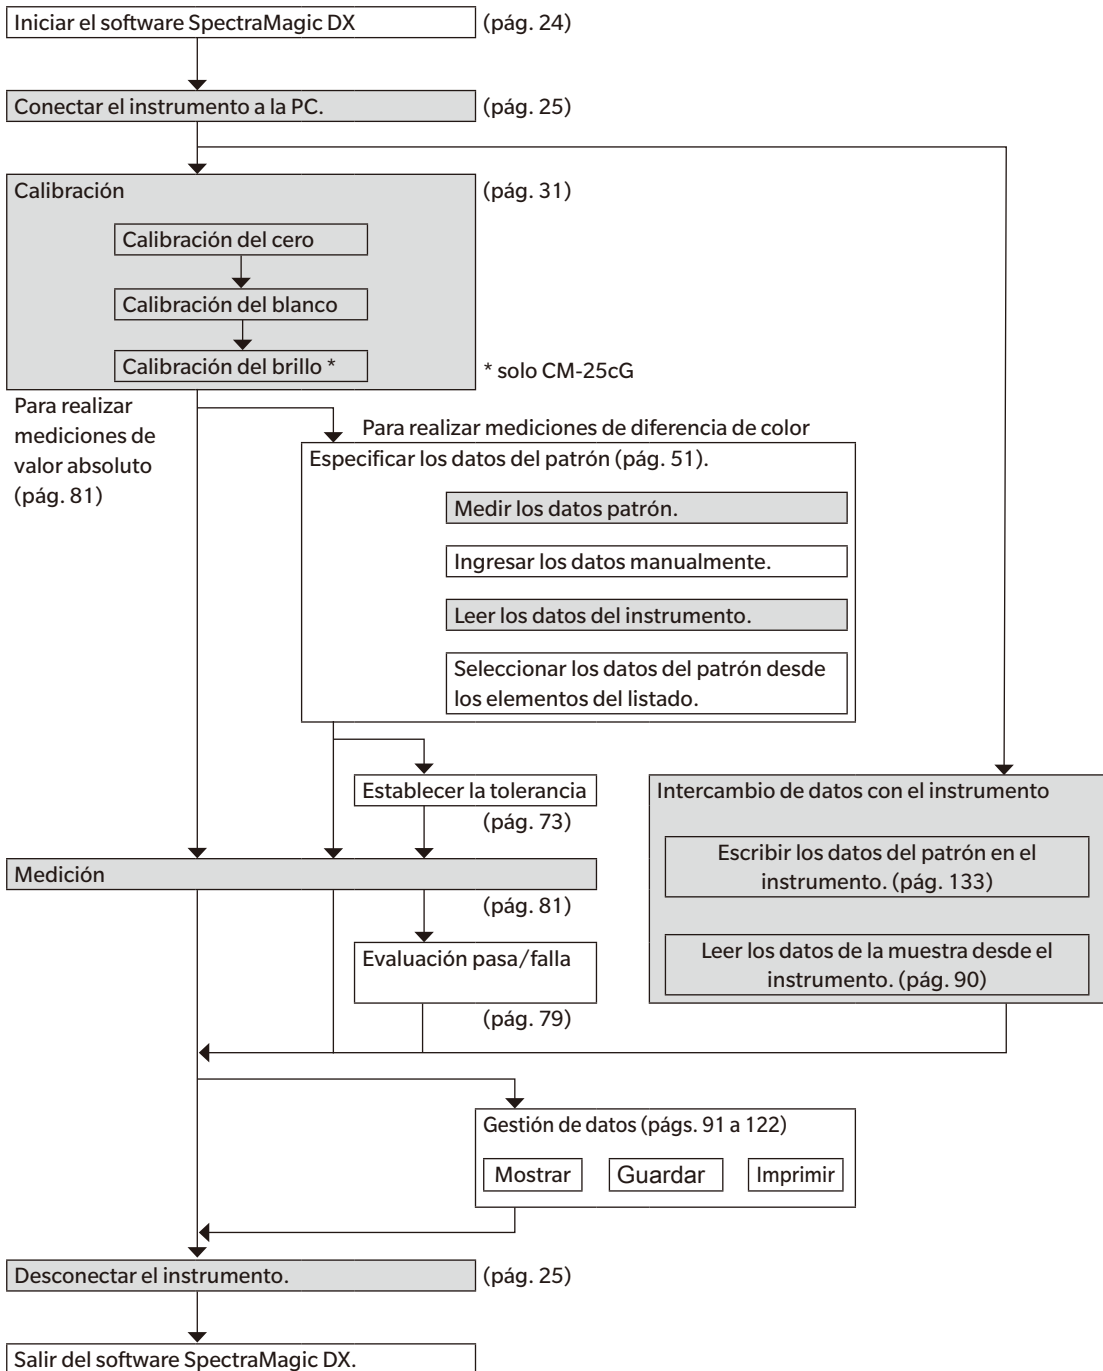 Iniciar el software SpectraMagic DX (pág. 24)
Conectar el instrumento a la PC. (pág. 25)
Calibración (pág. 31)
Calibración del cero
Calibración del blanco
Calibración del brillo * * solo CM-25cG
Para realizar
mediciones de
valor absoluto
(pág. 81)
Para realizar mediciones de diferencia de color
Especificar los datos del patrón (pág. 51).
Medir los datos patrón.
Ingresar los datos manualmente.
Leer los datos del instrumento.
Seleccionar los datos del patrón desde
los elementos del listado.
Establecer la tolerancia
(pág. 73)
Intercambio de datos con el instrumento
Escribir los datos del patrón en el
instrumento. (pág. 133)
Leer los datos de la muestra desde el
instrumento. (pág. 90)
Medición
(pág. 81)
Evaluación pasa/falla
(pág. 79)
Gestión de datos (págs. 91 a 122)
Mostrar Guardar Imprimir
Desconectar el instrumento. (pág. 25)
Salir del software SpectraMagic DX.